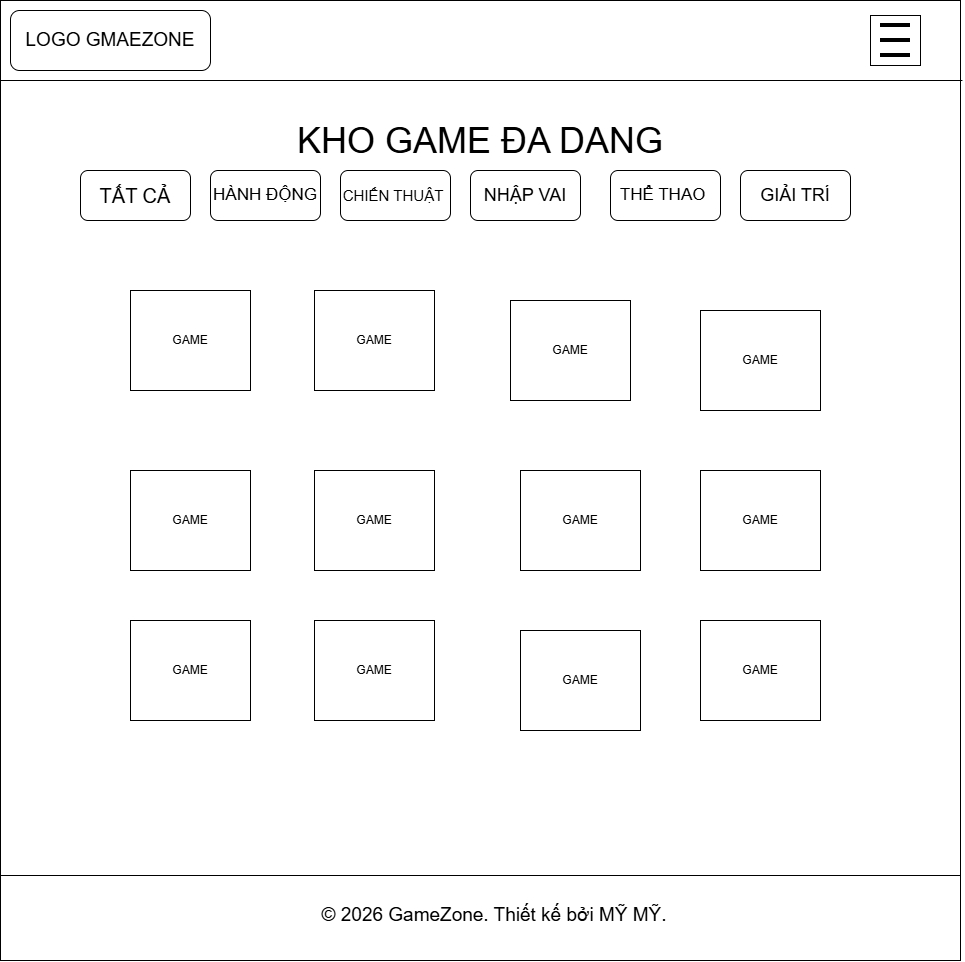 LOGO GMAEZONE
KHO GAME ĐA DANG
TẤT CẢ
HÀNH ĐỘNG
CHIẾN THUẬT
NHẬP VAI
THỂ THAO
GIẢI TRÍ
GAME
GAME
GAME
GAME
GAME
GAME
GAME
GAME
GAME
GAME
GAME
GAME
© 2026 GameZone. Thiết kế bởi MỸ MỸ.